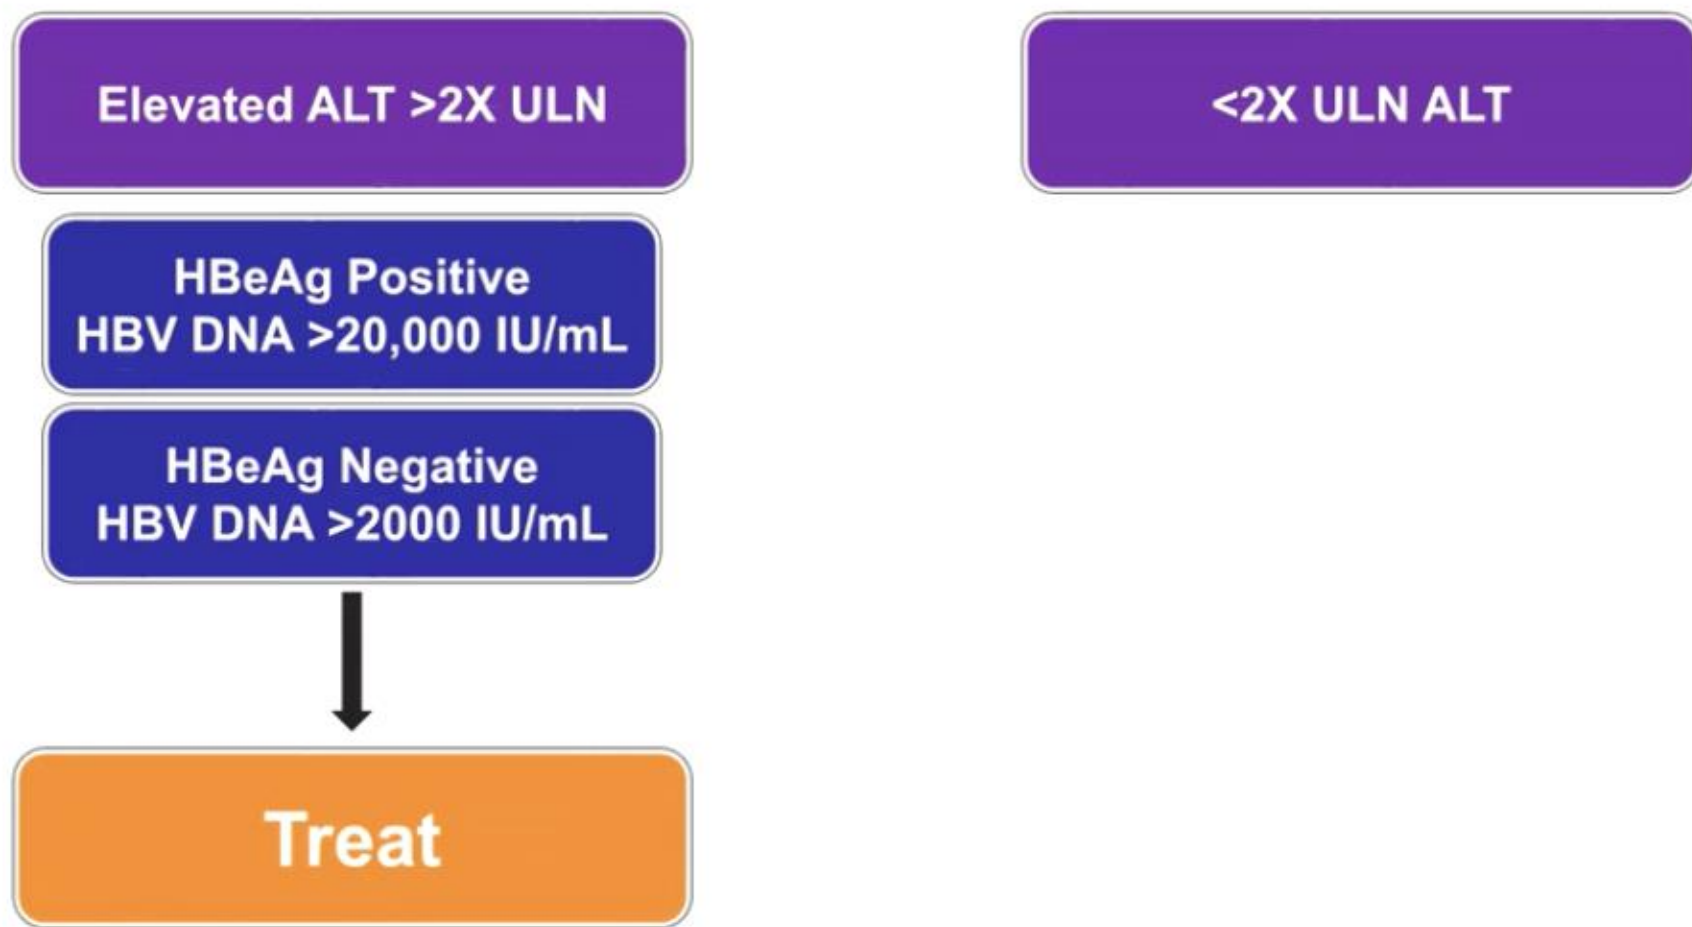 Elevated ALT >2X ULN
<2X ULN ALT
HBeAg Positive
HBV DNA >20,000 IU/mL
HBeAg Negative
HBV DNA >2000 IU/mL
Treat